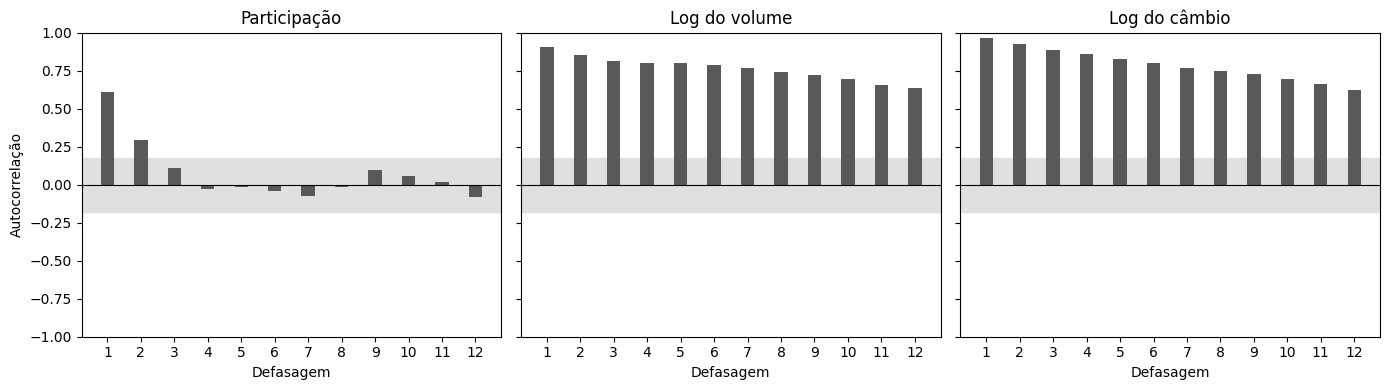 Participação
Log do volume
Log do câmbio
1.00
0.75
0.50
0.25
0.00
−0.25
−0.50
−0.75
−1.00
Autocorrelação
1 2 3 4 5 6 7 8 9 10 11 12
1 2 3 4 5 6 7 8 9 10 11 12
1 2 3 4 5 6 7 8 9 10 11 12
Defasagem
Defasagem
Defasagem